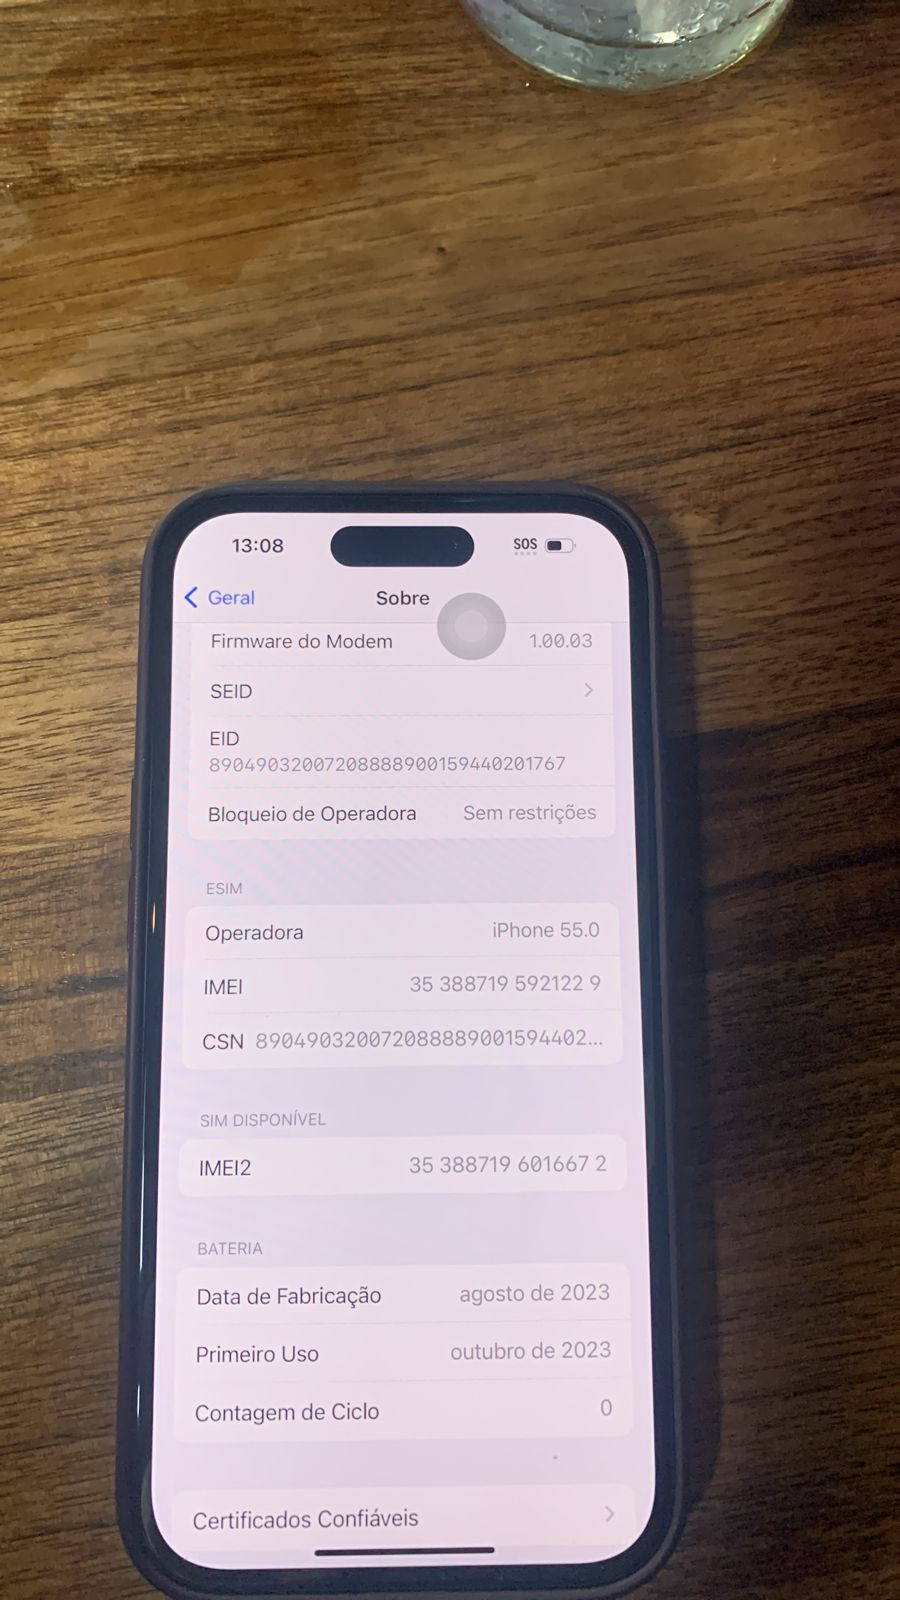 13:08
SOS
Geral
Sobre
Firmware do Modem 1.00.03
SEID
EID
89049032007208888900159440201767
Bloqueio de Operadora Sem restrições
ESIM
Operadora iPhone 55.0
IMEI 35 388719 592122 9
CSN 890490320072088889001594402...
SIM DISPONÍVEL
IMEI2 35 388719 601667 2
BATERIA
Data de Fabricação agosto de 2023
Primeiro Uso outubro de 2023
Contagem de Ciclo 0
Certificados Confiáveis